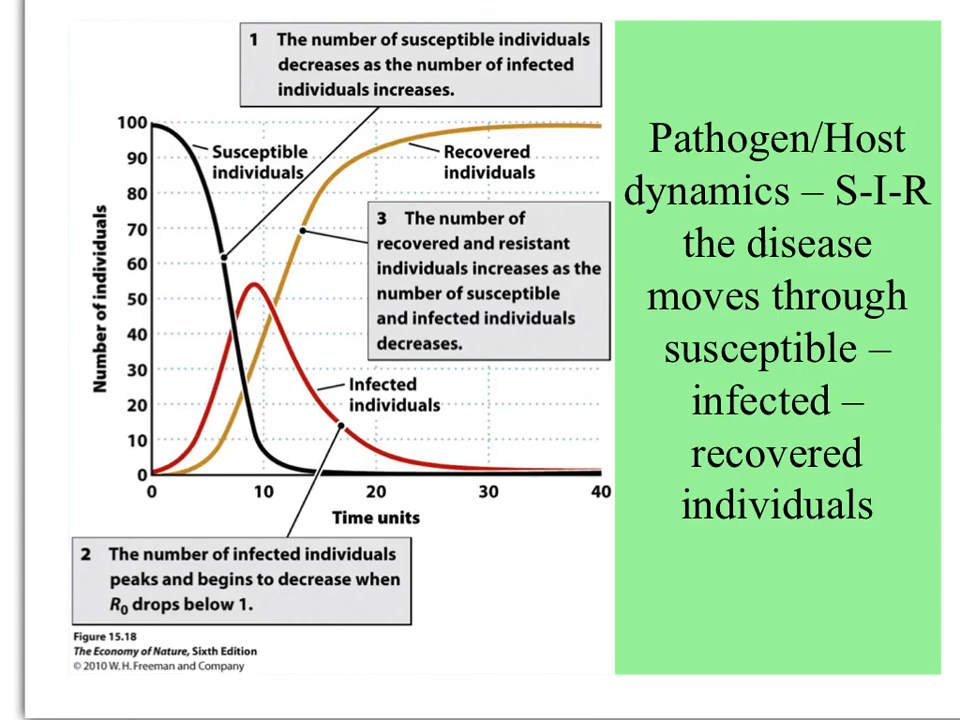 1 The number of susceptible individuals
decreases as the number of infected
individuals increases.
100
90
80
70
60
50
40
30
20
10
0
Number of individuals
Susceptible
individuals
Recovered
individuals
3 The number of
recovered and resistant
individuals increases as the
number of susceptible
and infected individuals
decreases.
Infected
individuals
0 10 20 30 40
Time units
2 The number of infected individuals
peaks and begins to decrease when
R0 drops below 1.
Figure 15.18
The Economy of Nature, Sixth Edition
© 2010 W. H. Freeman and Company
Pathogen/Host
dynamics – S-I-R
the disease
moves through
susceptible –
infected –
recovered
individuals